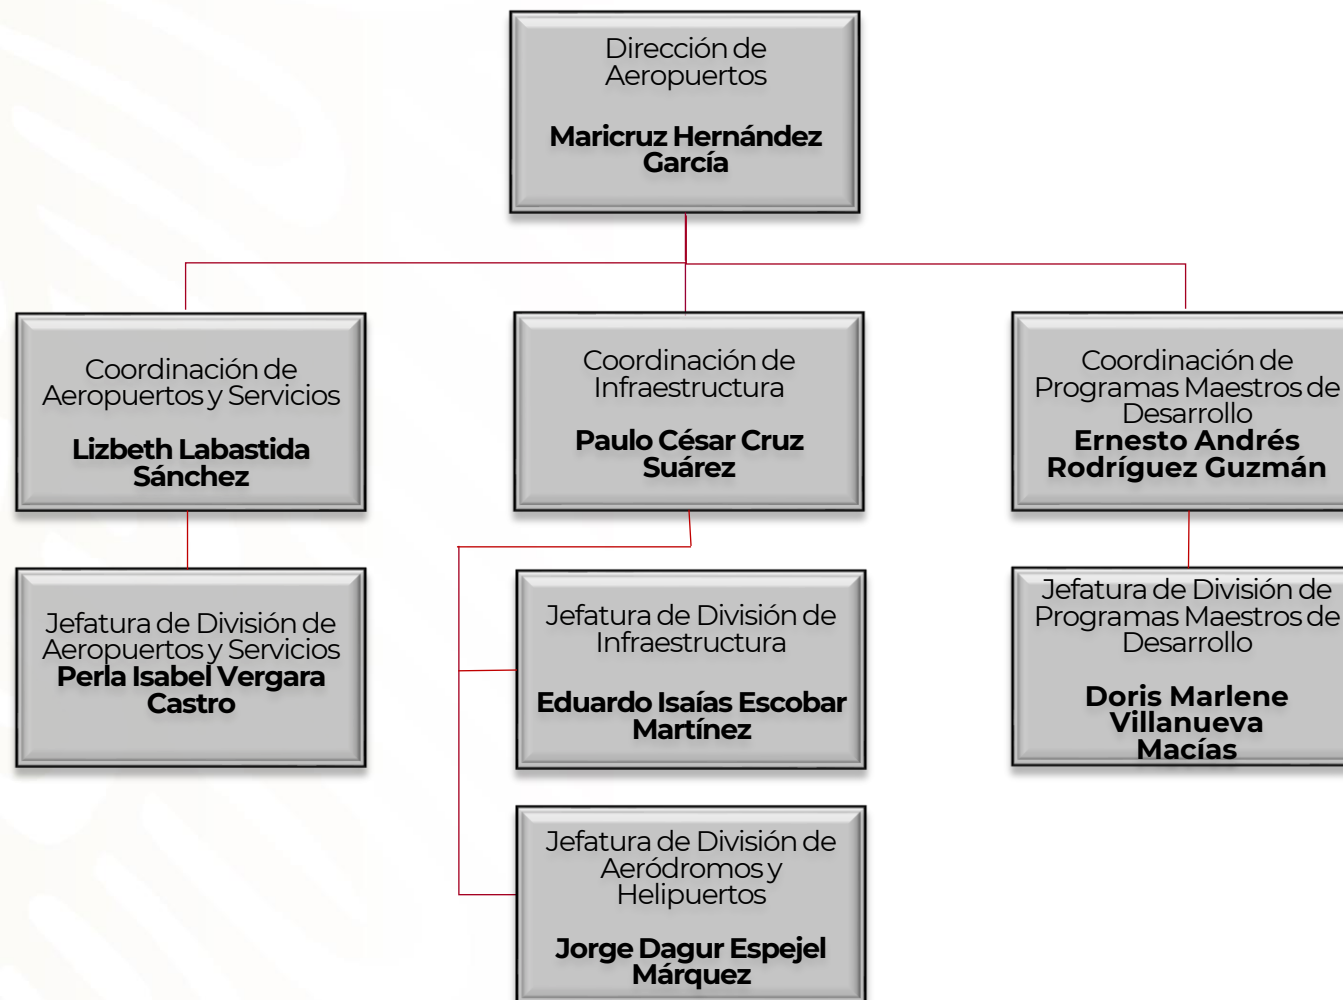 Dirección de
Aeropuertos
Maricruz Hernández
García
Coordinación de
Aeropuertos y Servicios
Lizbeth Labastida
Sánchez
Coordinación de
Infraestructura
Paulo César Cruz
Suárez
Coordinación de
Programas Maestros de
Desarrollo
Ernesto Andrés
Rodríguez Guzmán
Jefatura de División de
Aeropuertos y Servicios
Perla Isabel Vergara
Castro
Jefatura de División de
Infraestructura
Eduardo Isaías Escobar
Martínez
Jefatura de División de
Programas Maestros de
Desarrollo
Doris Marlene
Villanueva
Macías
Jefatura de División de
Aeródromos y
Helipuertos
Jorge Dagur Espejel
Márquez